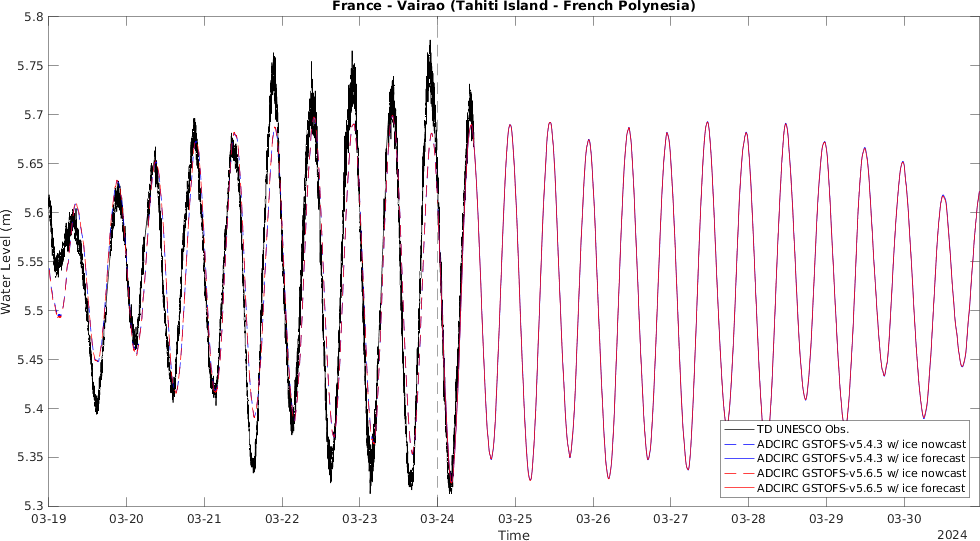 France - Vairao (Tahiti Island - French Polynesia)
5.8
5.75
5.7
5.65
5.6
5.55
5.5
5.45
5.4
5.35
5.3
Water Level (m)
TD UNESCO Obs.
ADCIRC GSTOFS-v5.4.3 w/ ice nowcast
ADCIRC GSTOFS-v5.4.3 w/ ice forecast
ADCIRC GSTOFS-v5.6.5 w/ ice nowcast
ADCIRC GSTOFS-v5.6.5 w/ ice forecast
03-19 03-20 03-21 03-22 03-23 03-24 03-25 03-26 03-27 03-28 03-29 03-30
Time
2024